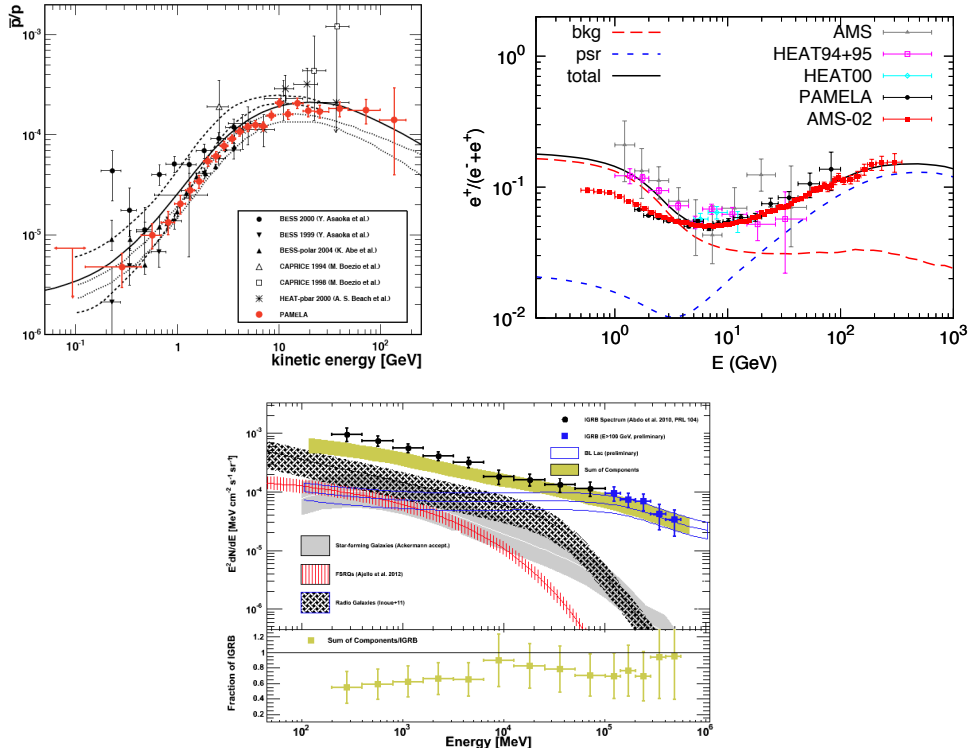 p̅/p
10⁻³
10⁻⁴
10⁻⁵
10⁻⁶
BESS 2000 (Y. Asaoka et al.)
BESS 1999 (Y. Asaoka et al.)
BESS-polar 2004 (K. Abe et al.)
CAPRICE 1994 (M. Boezio et al.)
CAPRICE 1998 (M. Boezio et al.)
HEAT-pbar 2000 (A. S. Beach et al.)
PAMELA
10⁻¹ 1 10 10²
kinetic energy [GeV]
e⁺/(e⁻+e⁺)
10⁰
10⁻¹
10⁻²
bkg
psr
total
AMS
HEAT94+95
HEAT00
PAMELA
AMS-02
10⁰ 10¹ 10² 10³
E (GeV)
E²dN/dE [MeV cm⁻² s⁻¹ sr⁻¹]
10⁻³
10⁻⁴
10⁻⁵
10⁻⁶
IGRB Spectrum (Abdo et al. 2010, PRL 104)
IGRB (E>100 GeV, preliminary)
BL Lac (preliminary)
Sum of Components
Star-forming Galaxies (Ackermann accept.)
FSRQs (Ajello et al. 2012)
Radio Galaxies (Inoue+11)
Fraction of IGRB
1.2
1
0.8
0.6
0.4
0.2
Sum of Components/IGRB
10² 10³ 10⁴ 10⁵ 10⁶
Energy [MeV]